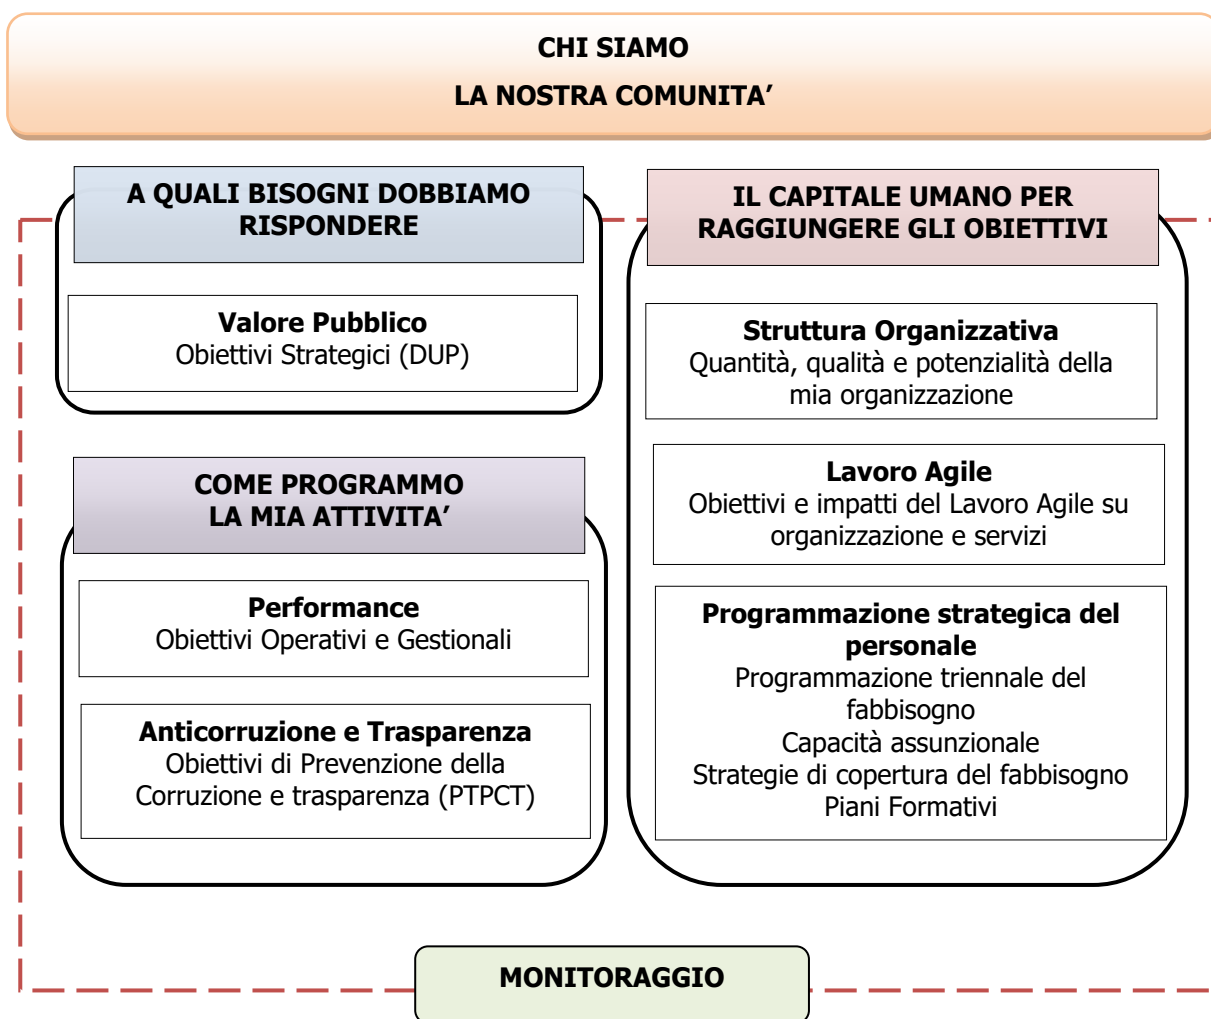 CHI SIAMO
LA NOSTRA COMUNITA’
A QUALI BISOGNI DOBBIAMO
RISPONDERE
Valore Pubblico
Obiettivi Strategici (DUP)
COME PROGRAMMO
LA MIA ATTIVITA’
Performance
Obiettivi Operativi e Gestionali
Anticorruzione e Trasparenza
Obiettivi di Prevenzione della
Corruzione e trasparenza (PTPCT)
IL CAPITALE UMANO PER
RAGGIUNGERE GLI OBIETTIVI
Struttura Organizzativa
Quantità, qualità e potenzialità della
mia organizzazione
Lavoro Agile
Obiettivi e impatti del Lavoro Agile su
organizzazione e servizi
Programmazione strategica del
personale
Programmazione triennale del
fabbisogno
Capacità assunzionale
Strategie di copertura del fabbisogno
Piani Formativi
MONITORAGGIO